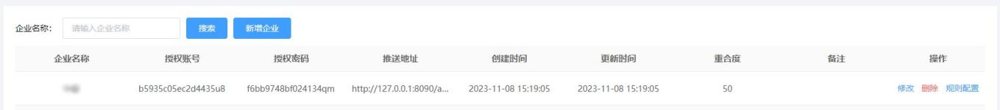 企业名称： 请输入企业名称 搜索 新增企业
企业名称 授权账号 授权密码 推送地址 创建时间 更新时间 重合度 备注 操作
b5935c05ec2d4435u8 f6bb9748bf024134qm http://127.0.0.1:8090/a... 2023-11-08 15:19:05 2023-11-08 15:19:05 50 修改 删除 规则配置